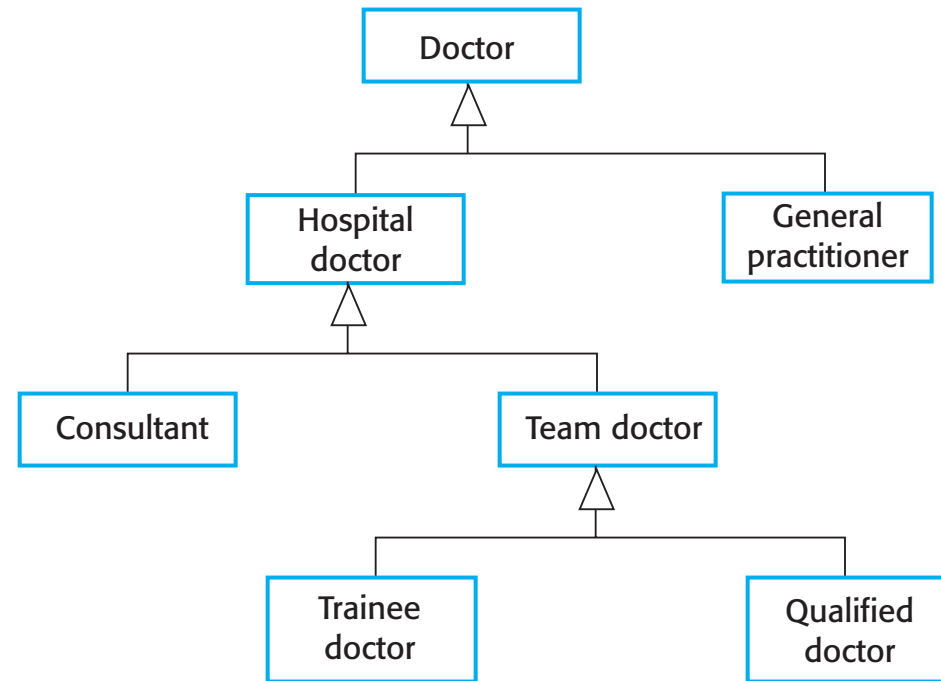 Doctor
Hospital
doctor
General
practitioner
Consultant
Team doctor
Trainee
doctor
Qualified
doctor